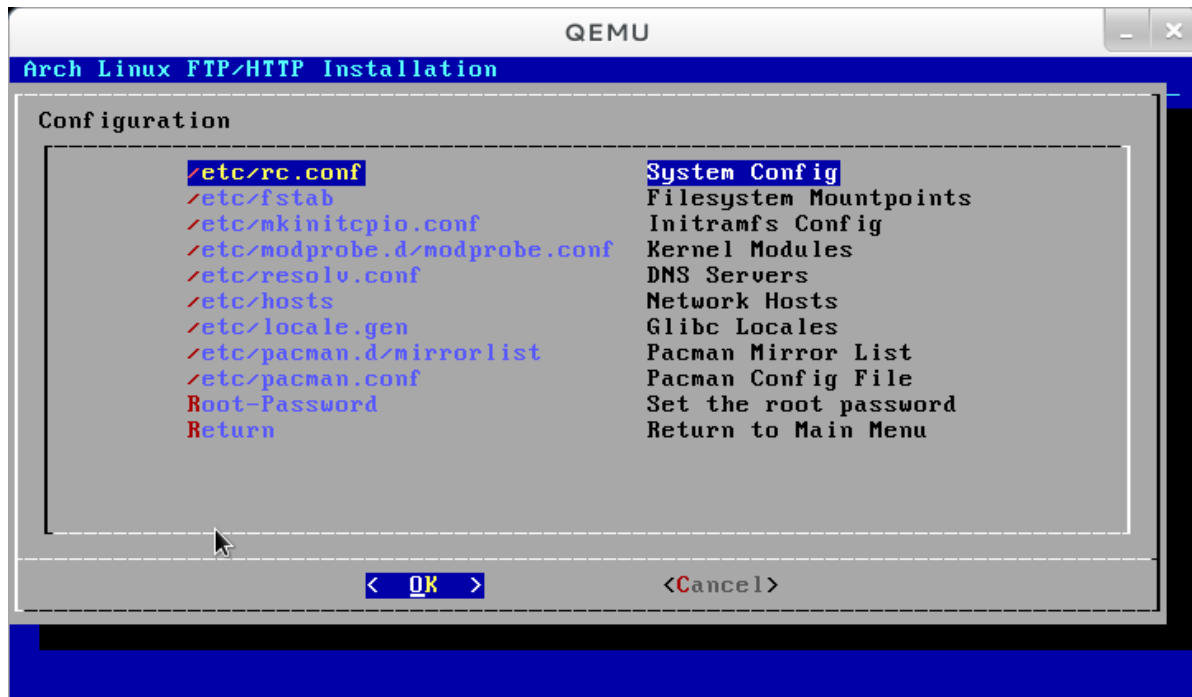 QEMU
Arch Linux FTP/HTTP Installation
Configuration
/etc/rc.conf System Config
/etc/fstab Filesystem Mountpoints
/etc/mkinitcpio.conf Initramfs Config
/etc/modprobe.d/modprobe.conf Kernel Modules
/etc/resolv.conf DNS Servers
/etc/hosts Network Hosts
/etc/locale.gen Glibc Locales
/etc/pacman.d/mirrorlist Pacman Mirror List
/etc/pacman.conf Pacman Config File
Root-Password Set the root password
Return Return to Main Menu
< OK > <Cancel>